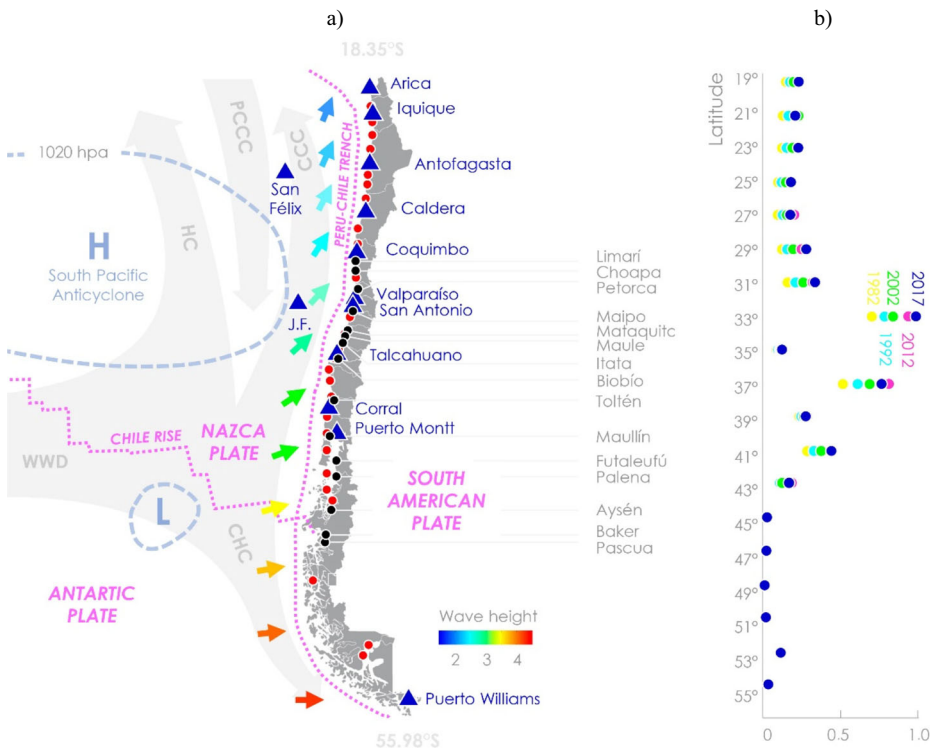 a)
b)
18.35°S
Arica
Iquique
Antofagasta
Caldera
Coquimbo
Valparaíso
San Antonio
Talcahuano
Corral
Puerto Montt
Puerto Williams
55.98°S
1020 hpa
PCCC
CCC
HC
PERU-CHILE TRENCH
San
Félix
H
South Pacific
Anticyclone
J.F.
CHILE RISE
NAZCA
PLATE
WWD
L
CHC
SOUTH
AMERICAN
PLATE
ANTARTIC
PLATE
Wave height
2 3 4
Limarí
Choapa
Petorca
Maipo
Mataquitc
Maule
Itata
Biobío
Toltén
Maullín
Futaleufú
Palena
Aysén
Baker
Pascua
Latitude
19°
21°
23°
25°
27°
29°
31°
33°
35°
37°
39°
41°
43°
45°
47°
49°
51°
53°
55°
1982
2002
2017
1992
2012
0 0.5 1.0